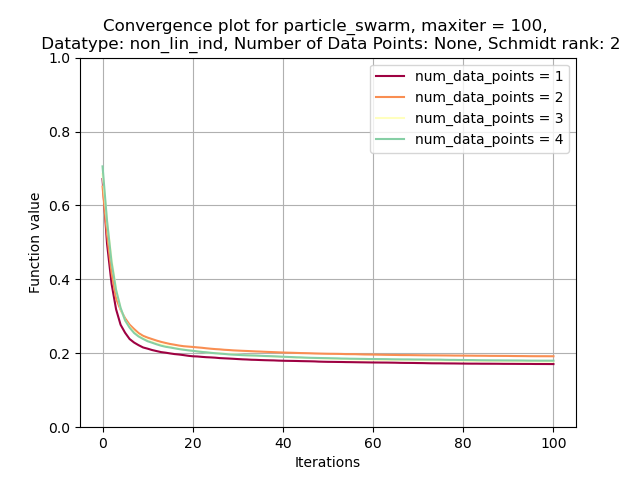 Convergence plot for particle_swarm, maxiter = 100,
Datatype: non_lin_ind, Number of Data Points: None, Schmidt rank: 2
1.0
0.8
0.6
0.4
0.2
0.0
Function value
num_data_points = 1
num_data_points = 2
num_data_points = 3
num_data_points = 4
0 20 40 60 80 100
Iterations